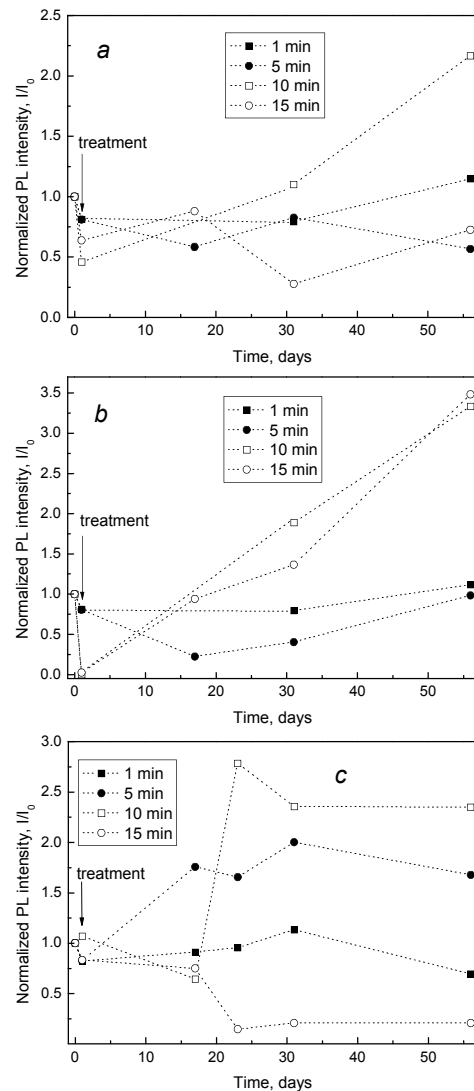 a
1 min
5 min
10 min
15 min
treatment
Normalized PL intensity, I/I0
2.5
2.0
1.5
1.0
0.5
0.0
0 10 20 30 40 50
Time, days
b
1 min
5 min
10 min
15 min
treatment
Normalized PL intensity, I/I0
3.5
3.0
2.5
2.0
1.5
1.0
0.5
0.0
0 10 20 30 40 50
Time, days
c
1 min
5 min
10 min
15 min
treatment
Normalized PL intensity, I/I0
3.0
2.5
2.0
1.5
1.0
0.5
0 10 20 30 40 50
Time, days